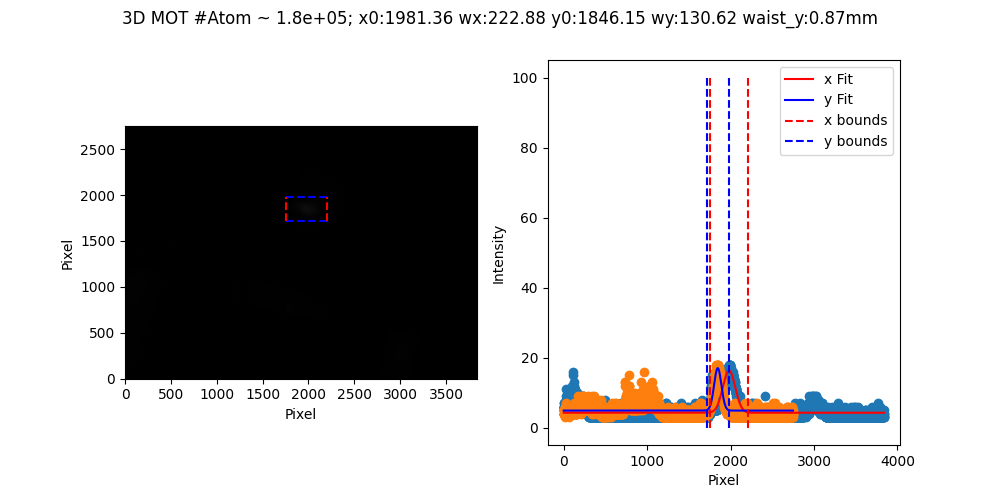 3D MOT #Atom ~ 1.8e+05; x0:1981.36 wx:222.88 y0:1846.15 wy:130.62 waist_y:0.87mm
2500
2000
1500
1000
500
0
Pixel
0 500 1000 1500 2000 2500 3000 3500
Pixel
100
80
60
40
20
0
Intensity
0 1000 2000 3000 4000
Pixel
x Fit
y Fit
x bounds
y bounds